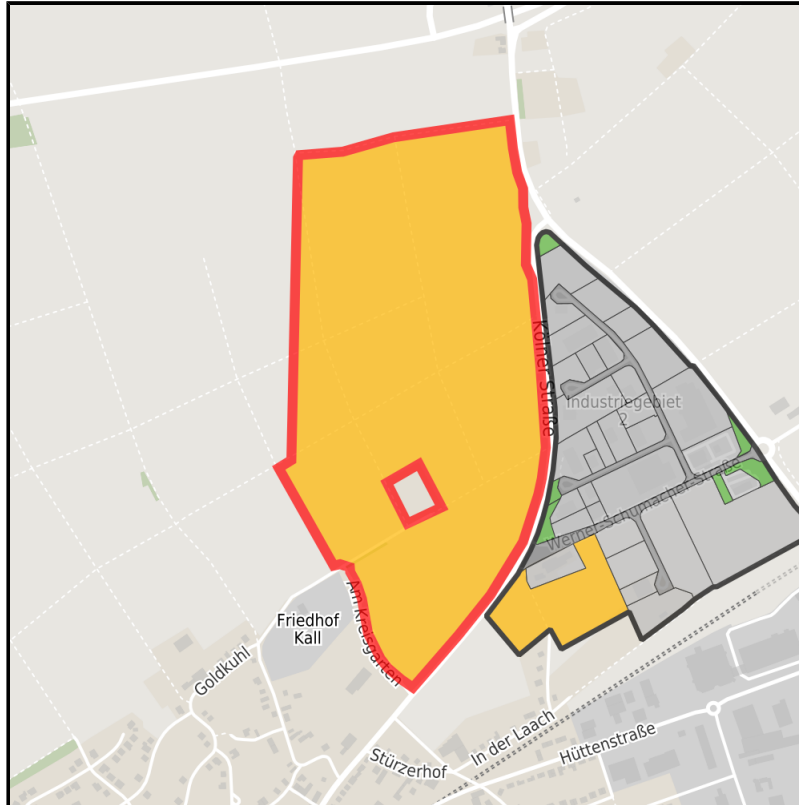 Kölner Straße
Industriegebiet
2
Werner-Schumacher-Straße
Am Kreisgarten
Friedhof
Kall
Goldkuhl
In der Laach
Hüttenstraße
Stürzerhof